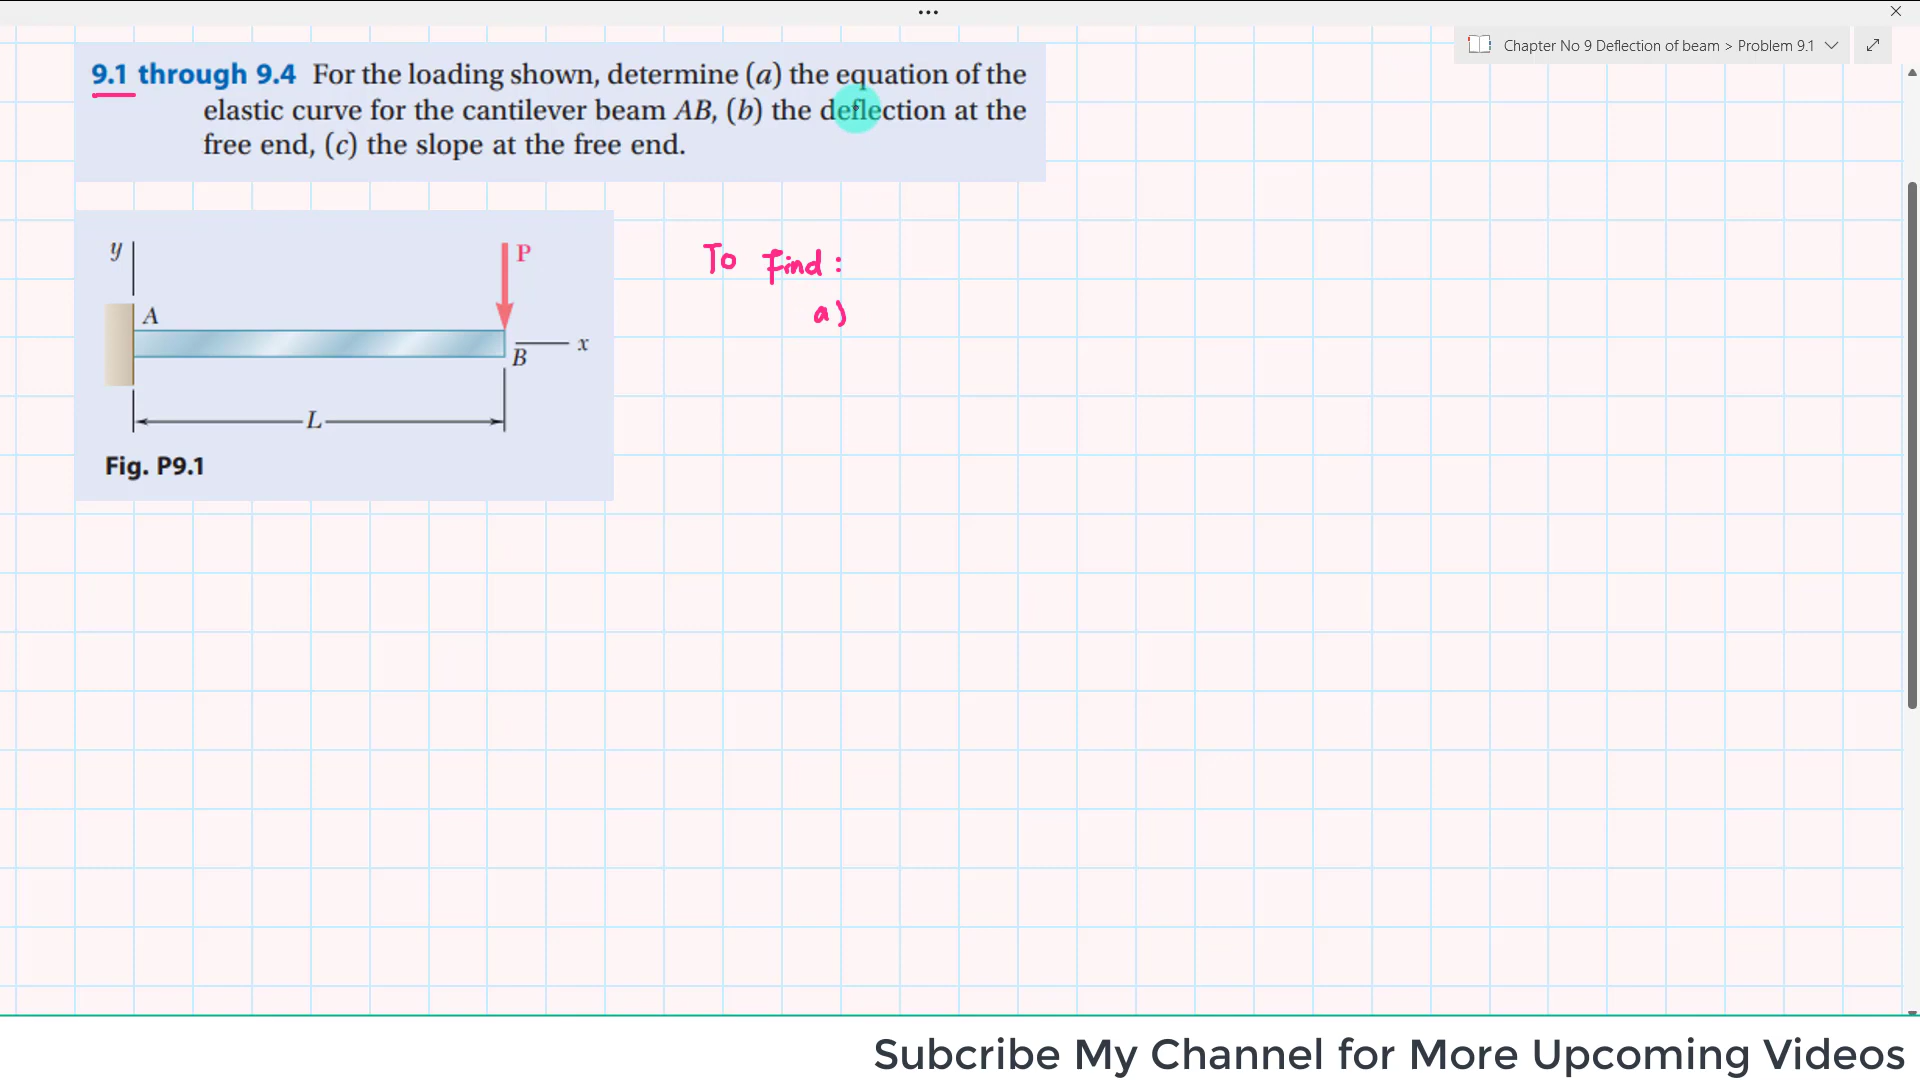 Chapter No 9 Deflection of beam > Problem 9.1
9.1 through 9.4 For the loading shown, determine (a) the equation of the
elastic curve for the cantilever beam AB, (b) the deflection at the
free end, (c) the slope at the free end.
y
P
A
B
x
L
Fig. P9.1
To find:
a)
Subcribe My Channel for More Upcoming Videos